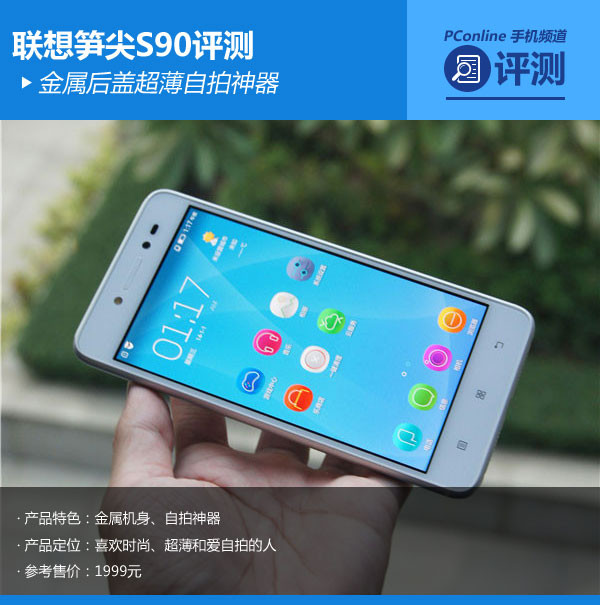 联想笋尖S90评测
金属后盖超薄自拍神器
PConline 手机频道
评测
1:17
01:17
· 产品特色：金属机身、自拍神器
· 产品定位：喜欢时尚、超薄和爱自拍的人
· 参考售价：1999元